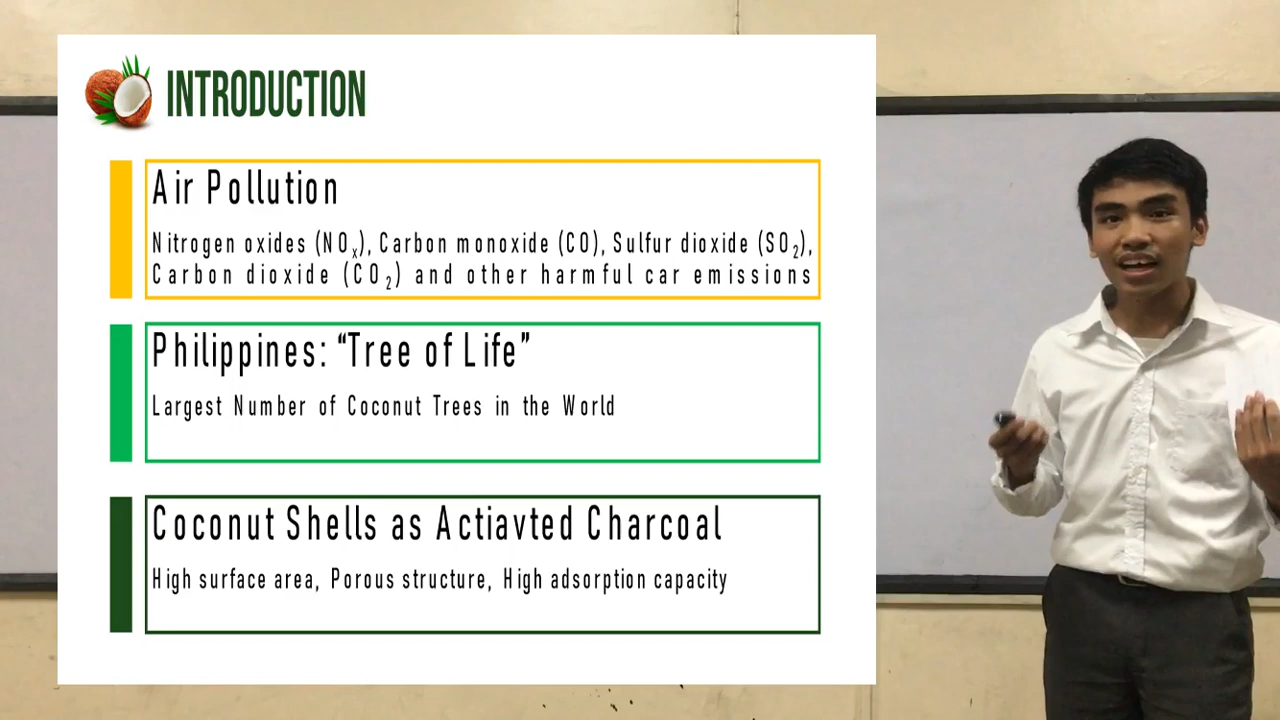 INTRODUCTION
Air Pollution
Nitrogen oxides (NOₓ), Carbon monoxide (CO), Sulfur dioxide (SO₂),
Carbon dioxide (CO₂) and other harmful car emissions
Philippines: “Tree of Life”
Largest Number of Coconut Trees in the World
Coconut Shells as Actiavted Charcoal
High surface area, Porous structure, High adsorption capacity